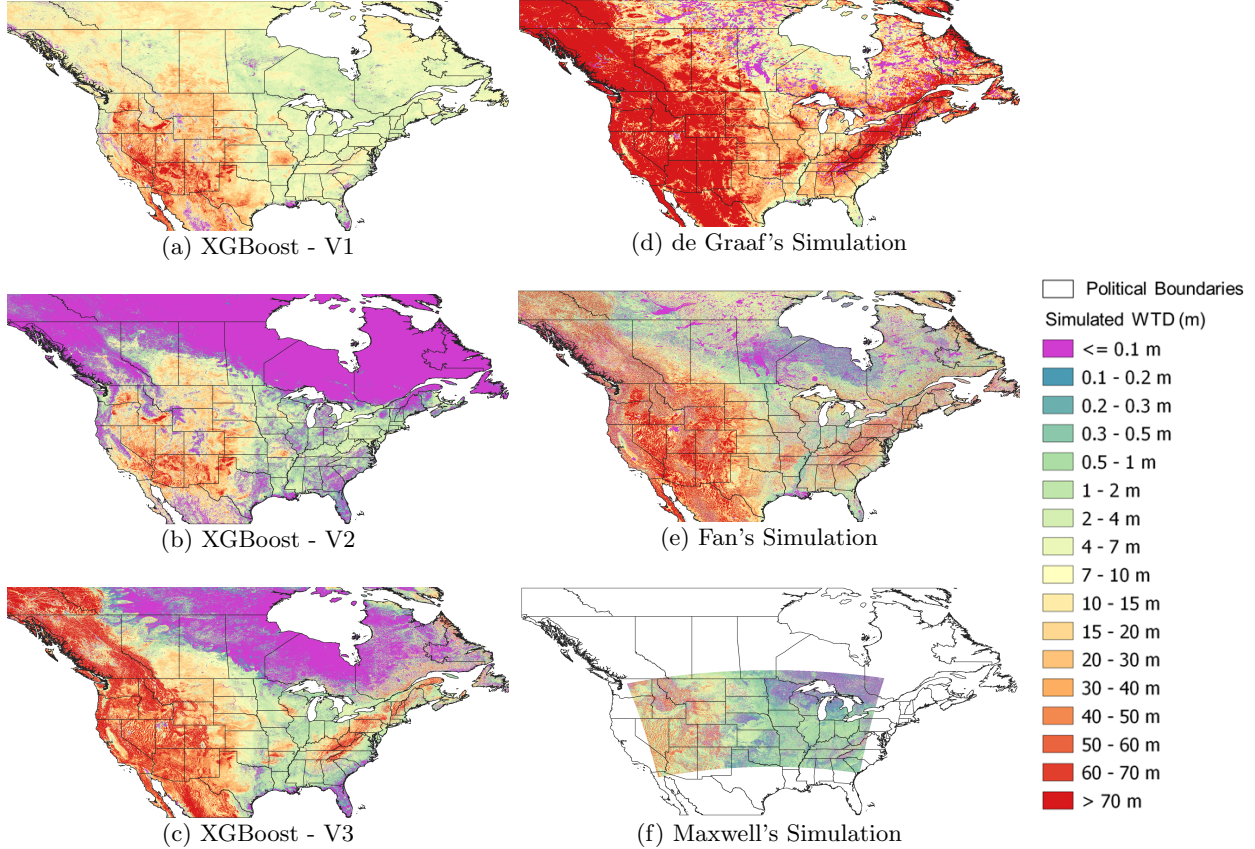 (a) XGBoost - V1
(d) de Graaf's Simulation
(b) XGBoost - V2
(e) Fan's Simulation
(c) XGBoost - V3
(f) Maxwell's Simulation
Political Boundaries
Simulated WTD (m)
<= 0.1 m
0.1 - 0.2 m
0.2 - 0.3 m
0.3 - 0.5 m
0.5 - 1 m
1 - 2 m
2 - 4 m
4 - 7 m
7 - 10 m
10 - 15 m
15 - 20 m
20 - 30 m
30 - 40 m
40 - 50 m
50 - 60 m
60 - 70 m
> 70 m